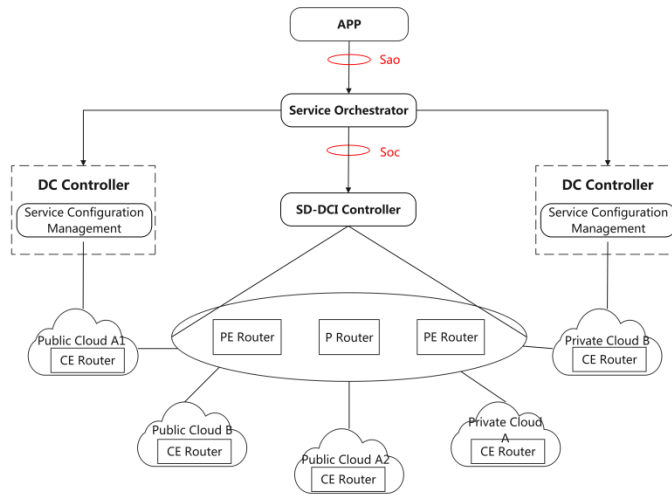 APP
Sao
Service Orchestrator
Soc
DC Controller
Service Configuration
Management
SD-DCI Controller
DC Controller
Service Configuration
Management
Public Cloud A1
CE Router
PE Router
P Router
PE Router
Private Cloud B
CE Router
Public Cloud B
CE Router
Public Cloud A2
CE Router
Private Cloud
A
CE Router